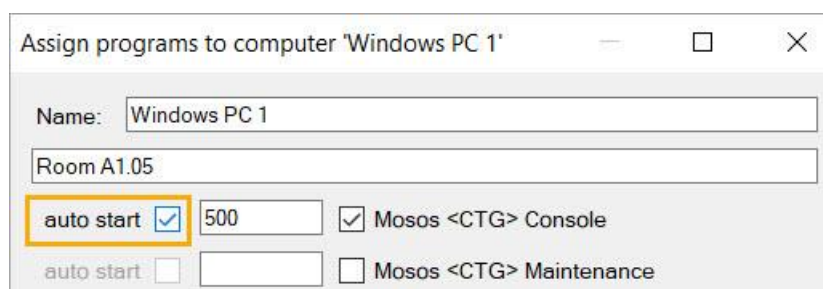 Assign programs to computer 'Windows PC 1'
Name: Windows PC 1
Room A1.05
auto start 500 Mosos <CTG> Console
auto start Mosos <CTG> Maintenance